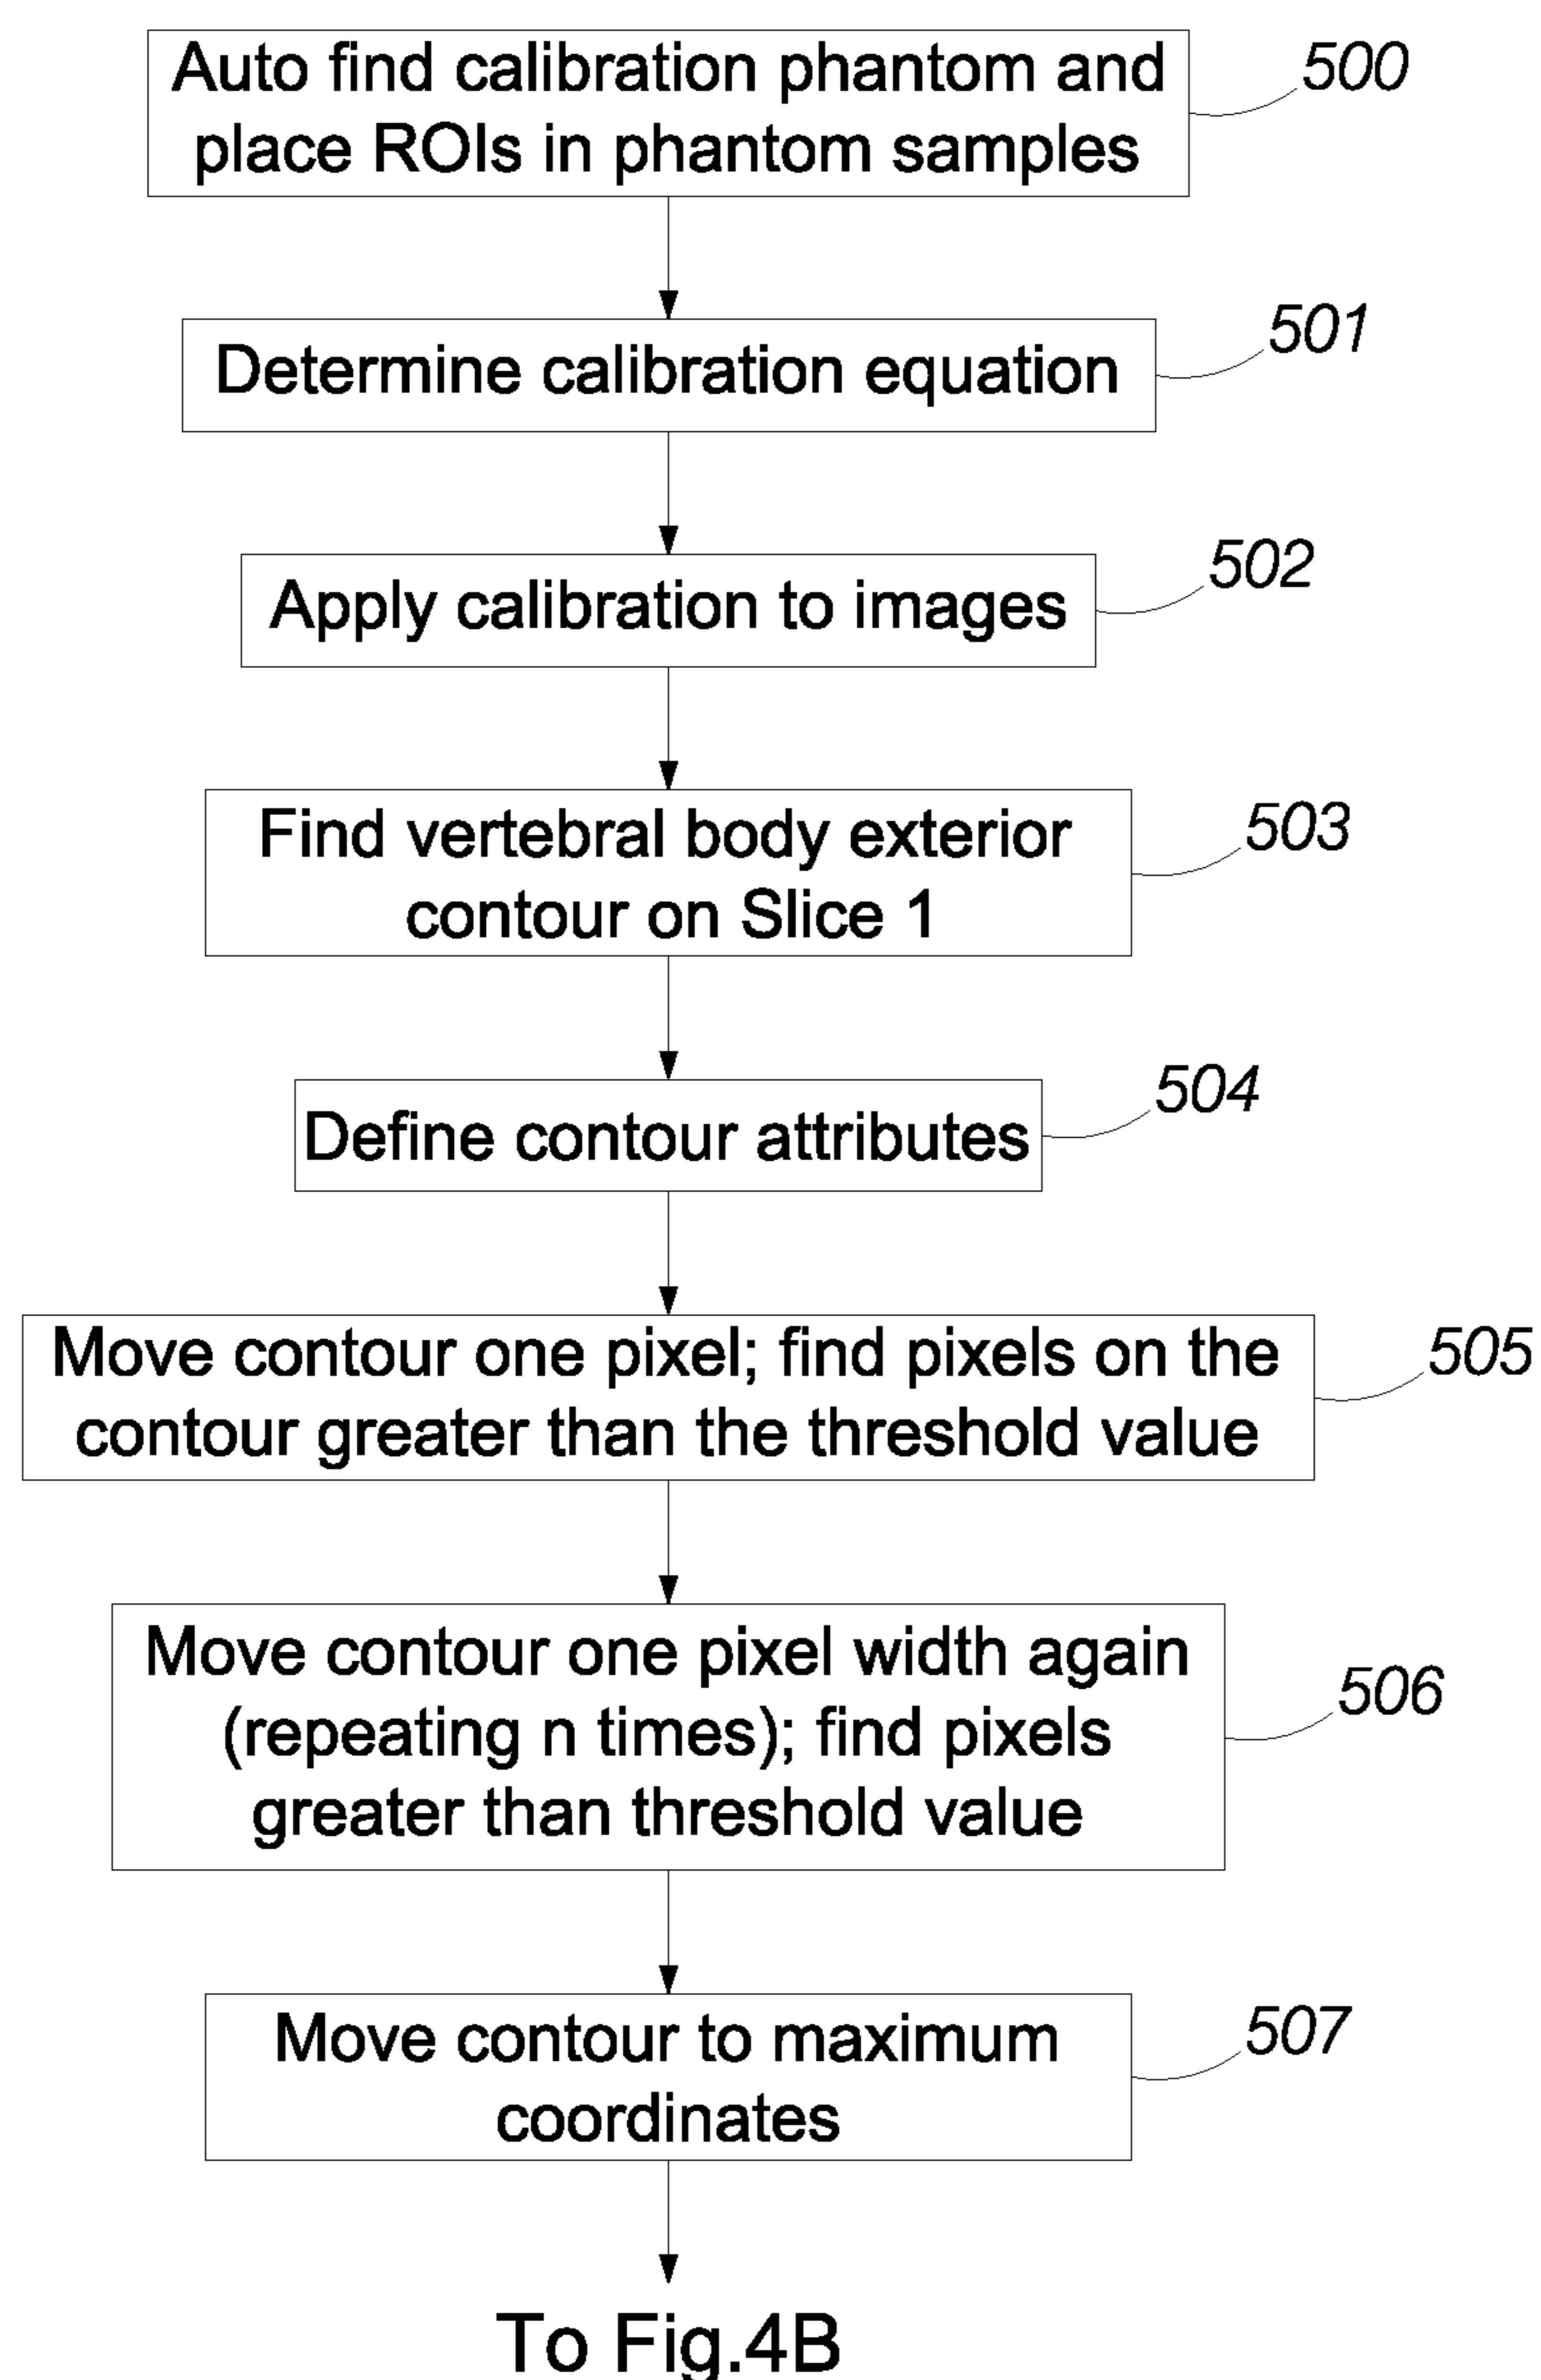 Auto find calibration phantom and
place ROIs in phantom samples
500
Determine calibration equation
501
Apply calibration to images
502
Find vertebral body exterior
contour on Slice 1
503
Define contour attributes
504
Move contour one pixel; find pixels on the
contour greater than the threshold value
505
Move contour one pixel width again
(repeating n times); find pixels
greater than threshold value
506
Move contour to maximum
coordinates
507
To Fig.4B